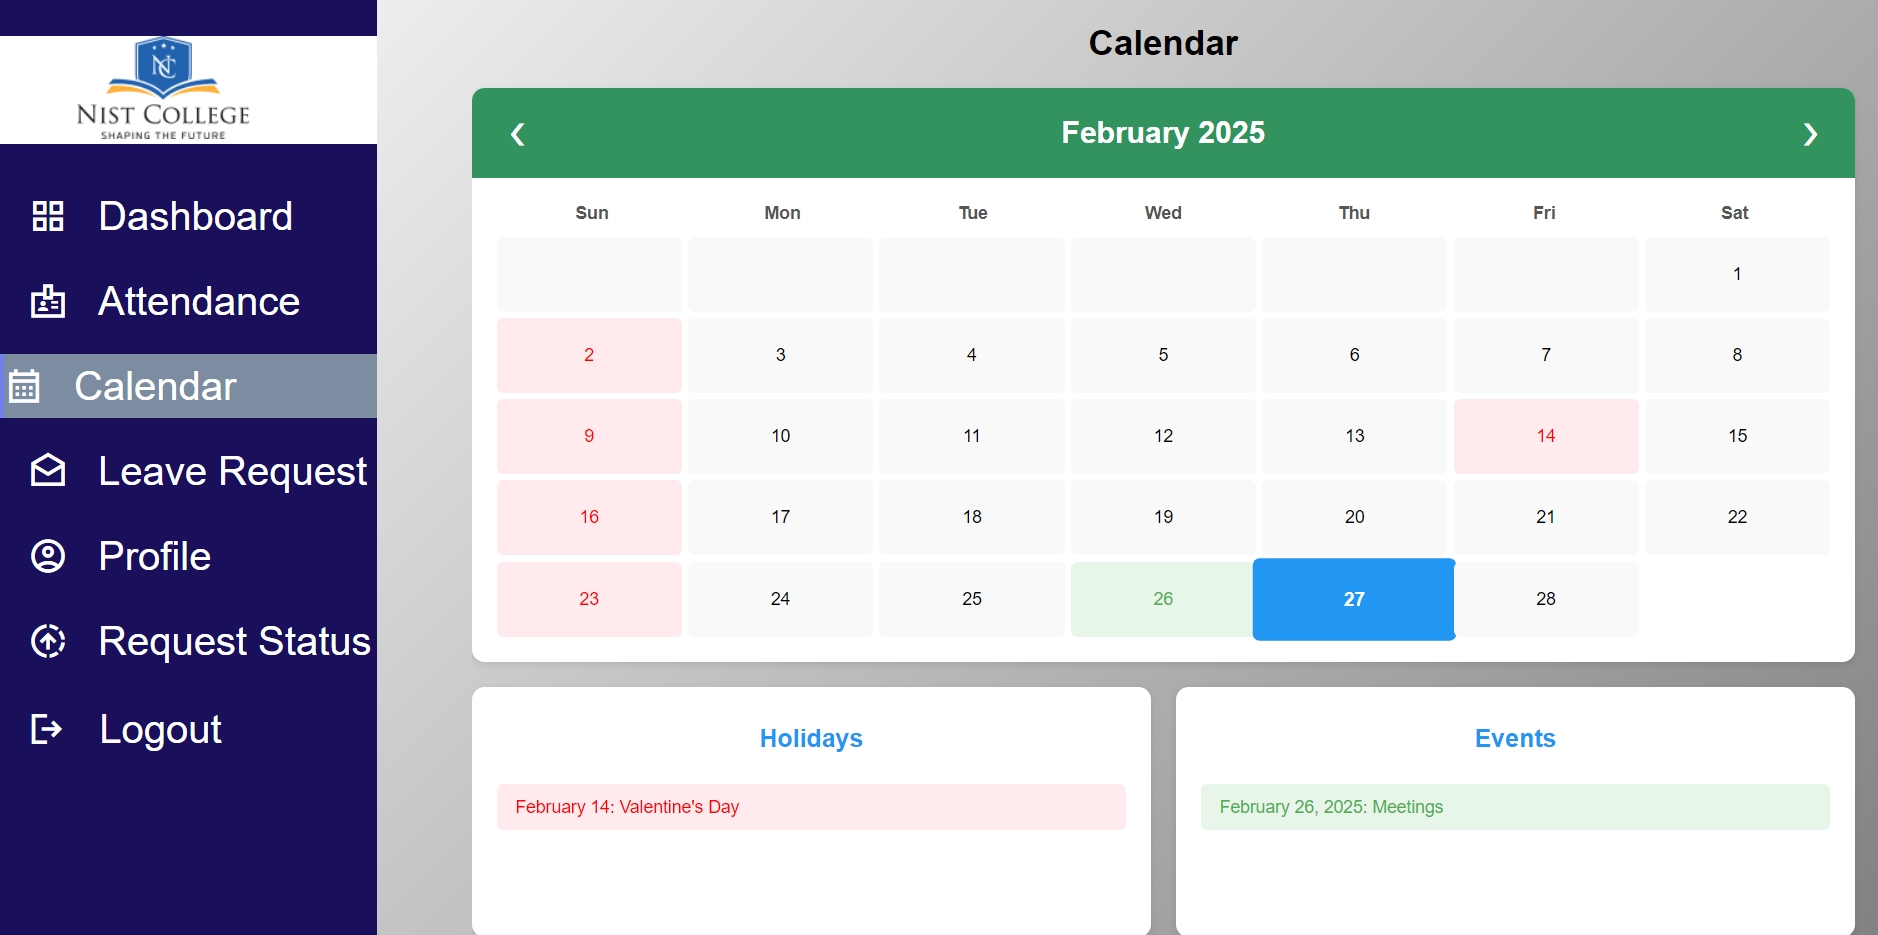 NC
NIST COLLEGE
SHAPING THE FUTURE
Dashboard
Attendance
Calendar
Leave Request
Profile
Request Status
Logout
Calendar
❮ February 2025 ❯
Sun Mon Tue Wed Thu Fri Sat
1
2 3 4 5 6 7 8
9 10 11 12 13 14 15
16 17 18 19 20 21 22
23 24 25 26 27 28
Holidays
February 14: Valentine's Day
Events
February 26, 2025: Meetings